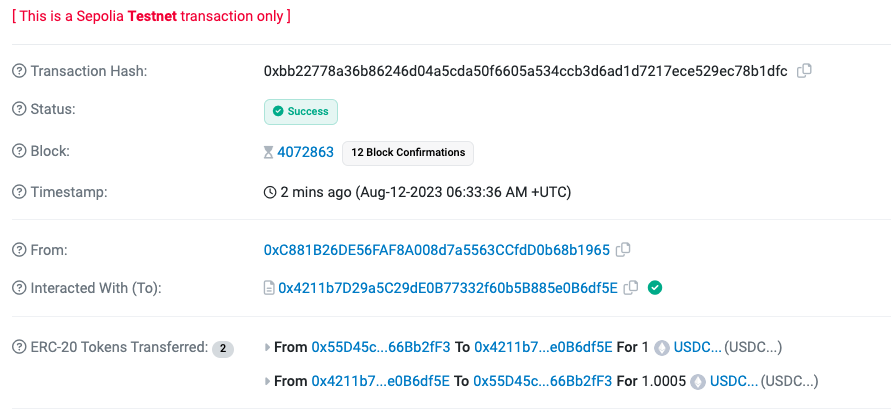 [ This is a Sepolia Testnet transaction only ]
Transaction Hash: 0xbb22778a36b86246d04a5cda50f6605a534ccb3d6ad1d7217ece529ec78b1dfc
Status: Success
Block: 4072863 12 Block Confirmations
Timestamp: 2 mins ago (Aug-12-2023 06:33:36 AM +UTC)
From: 0xC881B26DE56FAF8A008d7a5563CCfdD0b68b1965
Interacted With (To): 0x4211b7D29a5C29dE0B77332f60b5B885e0B6df5E
ERC-20 Tokens Transferred: 2 From 0x55D45c...66Bb2fF3 To 0x4211b7...e0B6df5E For 1 USDC... (USDC...)
From 0x4211b7...e0B6df5E To 0x55D45c...66Bb2fF3 For 1.0005 USDC... (USDC...)